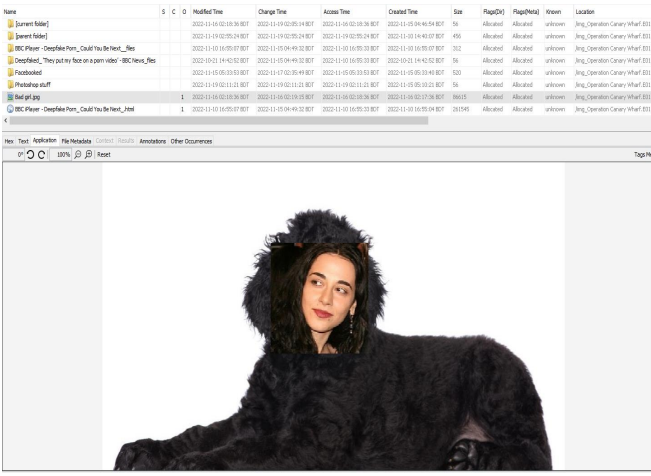 Name S C O Modified Time Change Time Access Time Created Time Size Flags(Dir) Flags(Meta) Known Location
[current folder] 2022-11-16 02:18:36 BDT 2022-11-19 02:05:14 BDT 2022-11-16 02:18:36 BDT 2022-11-15 04:46:54 BDT 56 Allocated Allocated unknown /img_Operation Canary Wharf.E01
[parent folder] 2022-11-19 02:55:24 BDT 2022-11-19 02:55:24 BDT 2022-11-19 02:55:24 BDT 2022-11-10 14:43:07 BDT 456 Allocated Allocated unknown /img_Operation Canary Wharf.E01
BBC iPlayer - Deepfake Porn_ Could You Be Next__files 2022-11-10 16:55:07 BDT 2022-11-15 04:49:32 BDT 2022-11-10 16:55:33 BDT 2022-11-10 16:55:07 BDT 312 Allocated Allocated unknown /img_Operation Canary Wharf.E01
Deepfaked_ 'They put my face on a porn video' - BBC News_files 2022-10-21 14:42:52 BDT 2022-11-15 04:49:32 BDT 2022-11-10 16:55:33 BDT 2022-10-21 14:42:52 BDT 56 Allocated Allocated unknown /img_Operation Canary Wharf.E01
Facebooked 2022-11-15 05:33:53 BDT 2022-11-17 02:35:49 BDT 2022-11-15 05:33:53 BDT 2022-11-15 05:33:40 BDT 520 Allocated Allocated unknown /img_Operation Canary Wharf.E01
Photoshop stuff 2022-11-19 02:11:21 BDT 2022-11-19 02:11:21 BDT 2022-11-19 02:11:21 BDT 2022-11-15 05:10:21 BDT 56 Allocated Allocated unknown /img_Operation Canary Wharf.E01
Bad girl.jpg 1 2022-11-16 02:18:36 BDT 2022-11-16 02:19:35 BDT 2022-11-16 02:18:36 BDT 2022-11-16 02:17:36 BDT 86615 Allocated Allocated unknown /img_Operation Canary Wharf.E01
BBC iPlayer - Deepfake Porn_ Could You Be Next_.html 1 2022-11-10 16:55:07 BDT 2022-11-15 04:49:32 BDT 2022-11-10 16:55:33 BDT 2022-11-10 16:55:04 BDT 261595 Allocated Allocated unknown /img_Operation Canary Wharf.E01
Hex Text Application File Metadata Context Results Annotations Other Occurrences
0° 100% Reset Tags